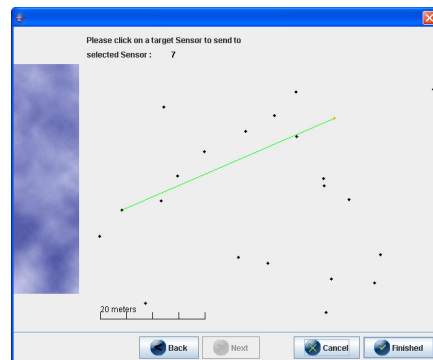 Please click on a target Sensor to send to
selected Sensor : 7
20 meters
Back
Next
Cancel
Finished